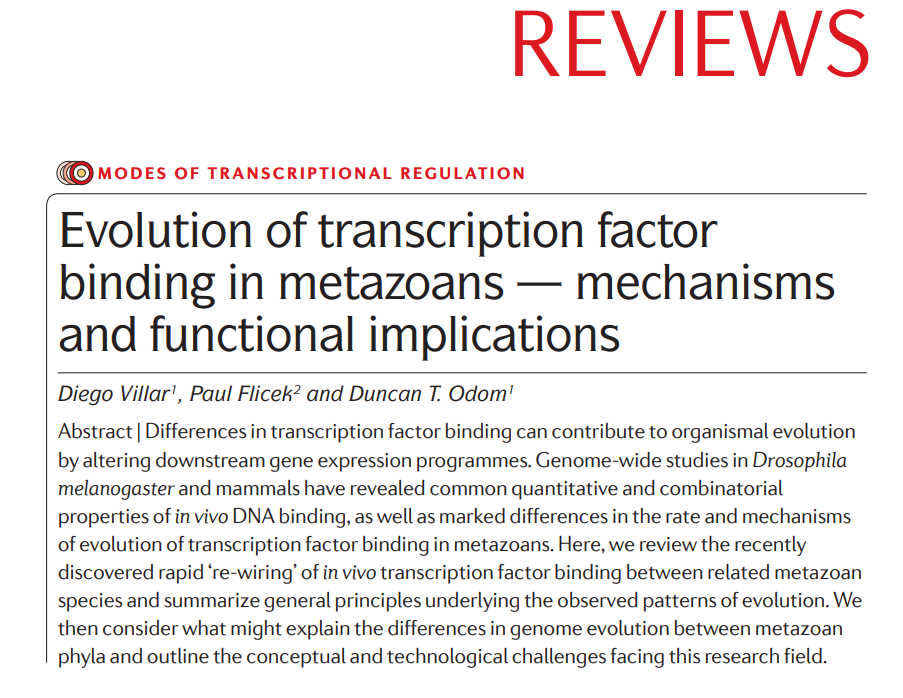 REVIEWS
MODES OF TRANSCRIPTIONAL REGULATION
Evolution of transcription factor
binding in metazoans — mechanisms
and functional implications
Diego Villar¹, Paul Flicek² and Duncan T. Odom¹
Abstract | Differences in transcription factor binding can contribute to organismal evolution
by altering downstream gene expression programmes. Genome-wide studies in Drosophila
melanogaster and mammals have revealed common quantitative and combinatorial
properties of in vivo DNA binding, as well as marked differences in the rate and mechanisms
of evolution of transcription factor binding in metazoans. Here, we review the recently
discovered rapid ‘re-wiring’ of in vivo transcription factor binding between related metazoan
species and summarize general principles underlying the observed patterns of evolution. We
then consider what might explain the differences in genome evolution between metazoan
phyla and outline the conceptual and technological challenges facing this research field.